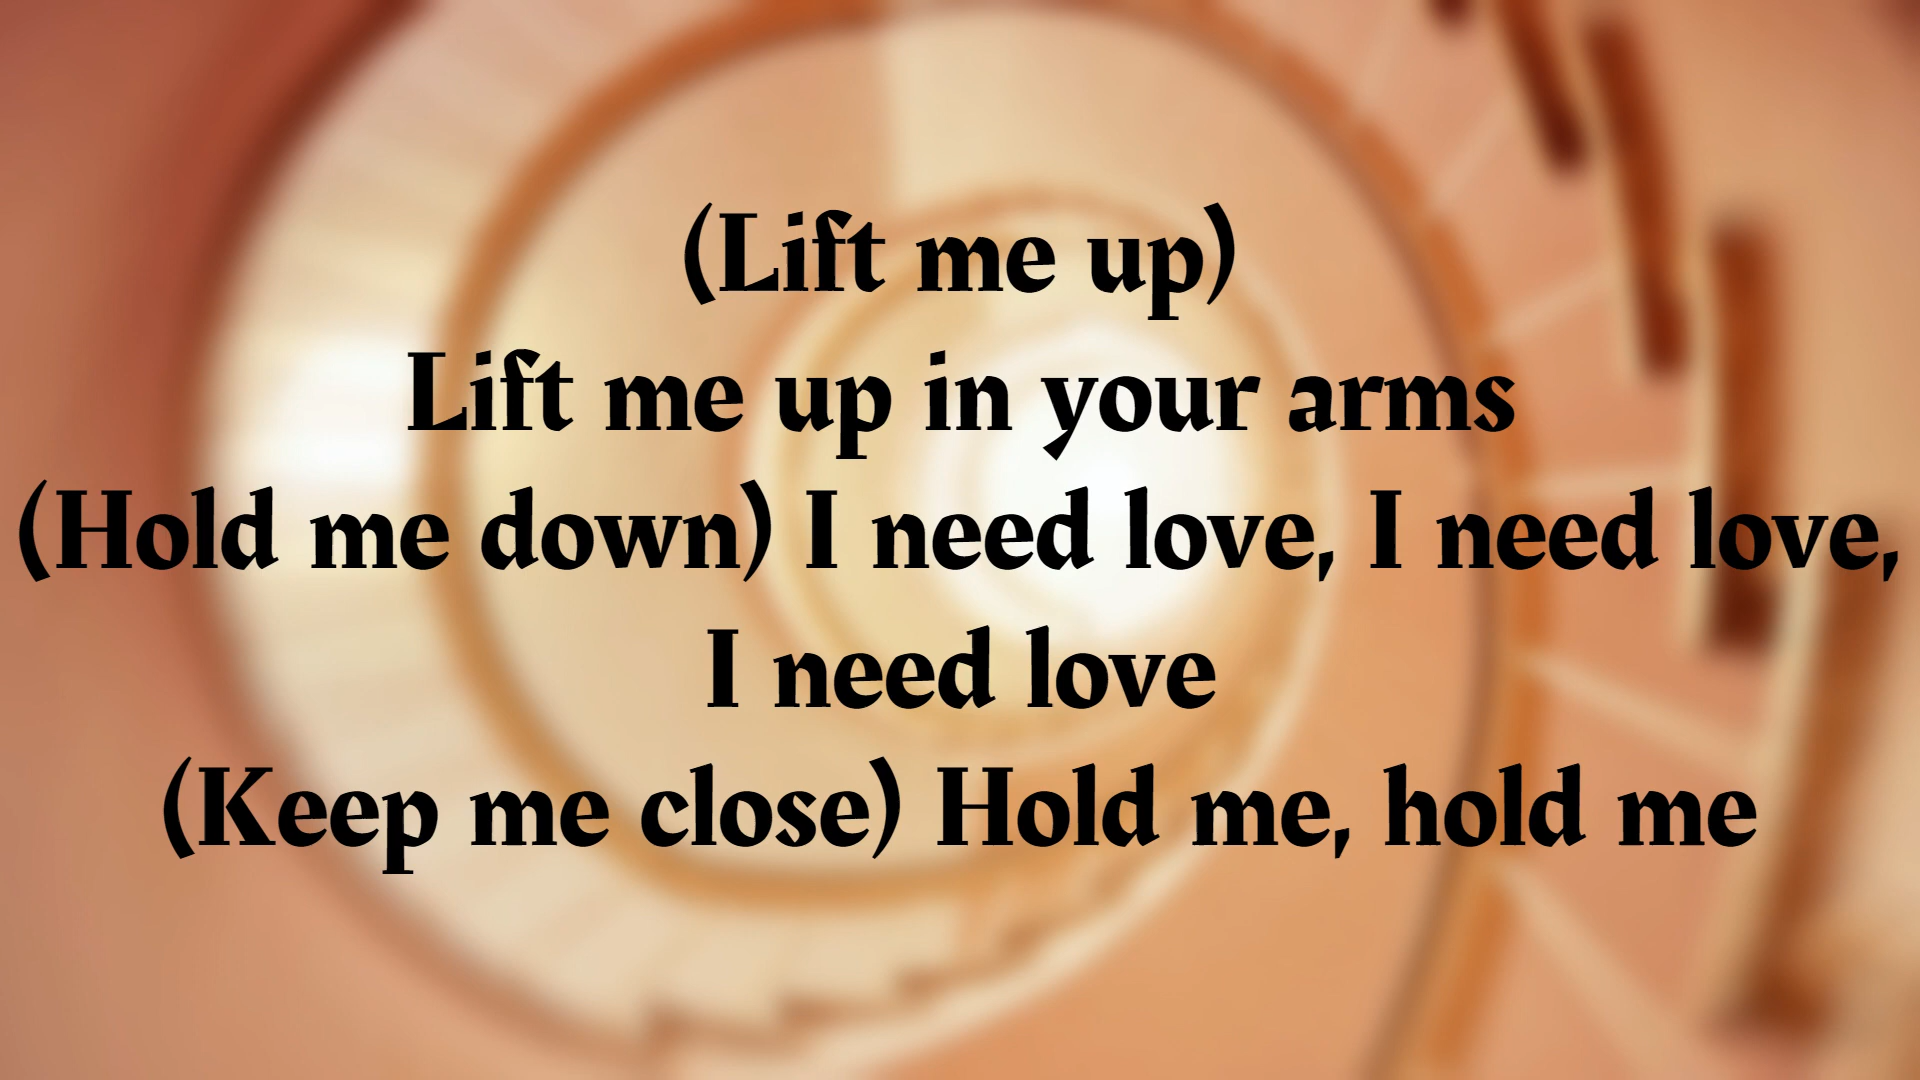 (Lift me up)
Lift me up in your arms
(Hold me down) I need love, I need love,
I need love
(Keep me close) Hold me, hold me